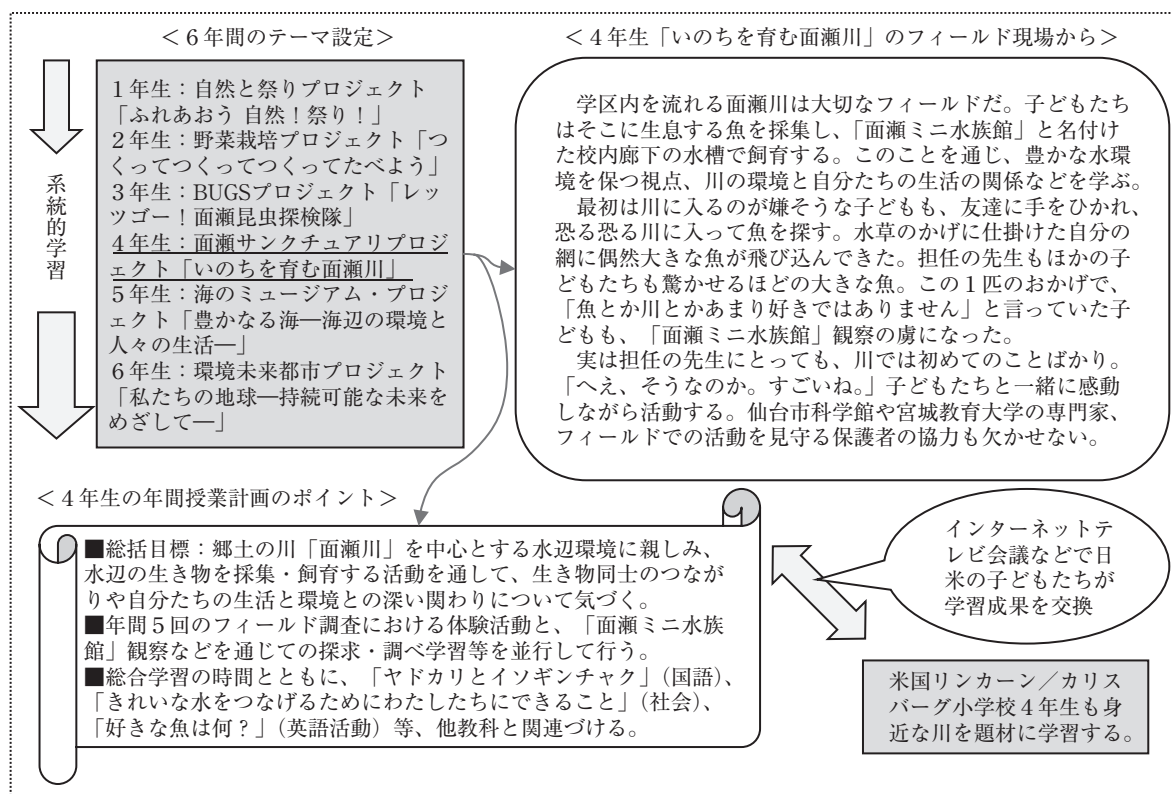 ＜６年間のテーマ設定＞
系統的学習
１年生：自然と祭りプロジェクト
「ふれあおう 自然！祭り！」
２年生：野菜栽培プロジェクト「つ
くってつくってつくってたべよう」
３年生：BUGSプロジェクト「レッ
ツゴー！面瀬昆虫探検隊」
４年生：面瀬サンクチュアリプロジ
ェクト「いのちを育む面瀬川」
５年生：海のミュージアム・プロジ
ェクト「豊かなる海―海辺の環境と
人々の生活―」
６年生：環境未来都市プロジェクト
「私たちの地球―持続可能な未来を
めざして―」
＜４年生「いのちを育む面瀬川」のフィールド現場から＞
学区内を流れる面瀬川は大切なフィールドだ。子どもたち
はそこに生息する魚を採集し、「面瀬ミニ水族館」と名付け
た校内廊下の水槽で飼育する。このことを通じ、豊かな水環
境を保つ視点、川の環境と自分たちの生活の関係などを学ぶ。
最初は川に入るのが嫌そうな子どもも、友達に手をひかれ、
恐る恐る川に入って魚を探す。水草のかげに仕掛けた自分の
網に偶然大きな魚が飛び込んできた。担任の先生もほかの子
どもたちも驚かせるほどの大きな魚。この１匹のおかげで、
「魚とか川とかあまり好きではありません」と言っていた子
どもも、「面瀬ミニ水族館」観察の虜になった。
実は担任の先生にとっても、川では初めてのことばかり。
「へえ、そうなのか。すごいね。」子どもたちと一緒に感動
しながら活動する。仙台市科学館や宮城教育大学の専門家、
フィールドでの活動を見守る保護者の協力も欠かせない。
＜４年生の年間授業計画のポイント＞
■総括目標：郷土の川「面瀬川」を中心とする水辺環境に親しみ、
水辺の生き物を採集・飼育する活動を通して、生き物同士のつなが
りや自分たちの生活と環境との深い関わりについて気づく。
■年間５回のフィールド調査における体験活動と、「面瀬ミニ水族
館」観察などを通じての探求・調べ学習等を並行して行う。
■総合学習の時間とともに、「ヤドカリとイソギンチャク」（国語）、
「きれいな水をつなげるためにわたしたちにできること」（社会）、
「好きな魚は何？」（英語活動）等、他教科と関連づける。
インターネットテ
レビ会議などで日
米の子どもたちが
学習成果を交換
米国リンカーン／カリス
バーグ小学校４年生も身
近な川を題材に学習する。